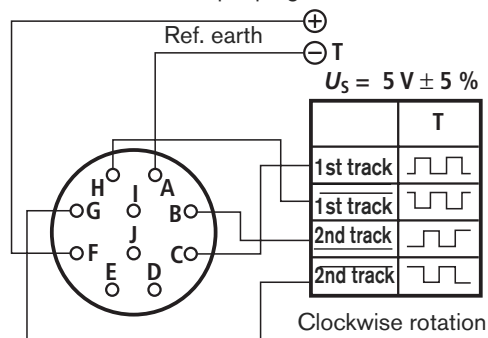 ⊕
Ref. earth
⊖ T
U_S = 5 V ± 5 %
T
1st track
1st track
2nd track
2nd track
H I A
G B
F J C
E D
Clockwise rotation